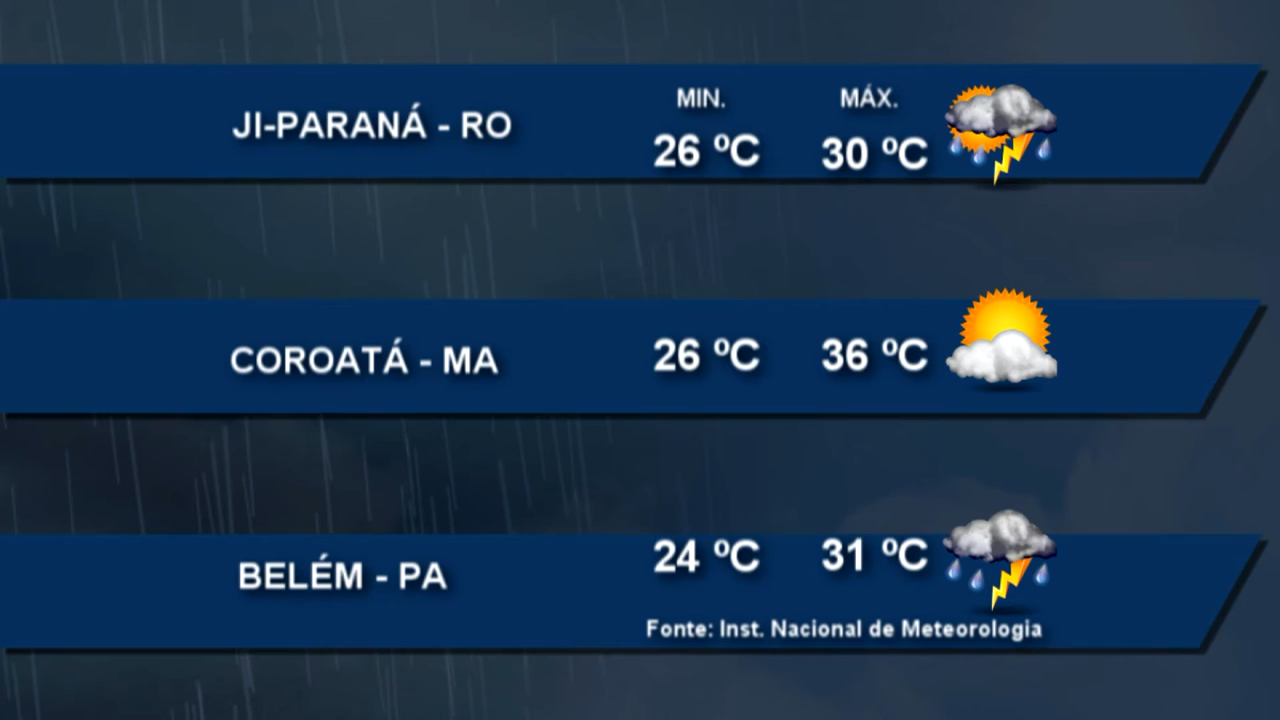 MIN. MÁX.
JI-PARANÁ - RO 26 ºC 30 ºC
COROATÁ - MA 26 ºC 36 ºC
BELÉM - PA 24 ºC 31 ºC
Fonte: Inst. Nacional de Meteorologia